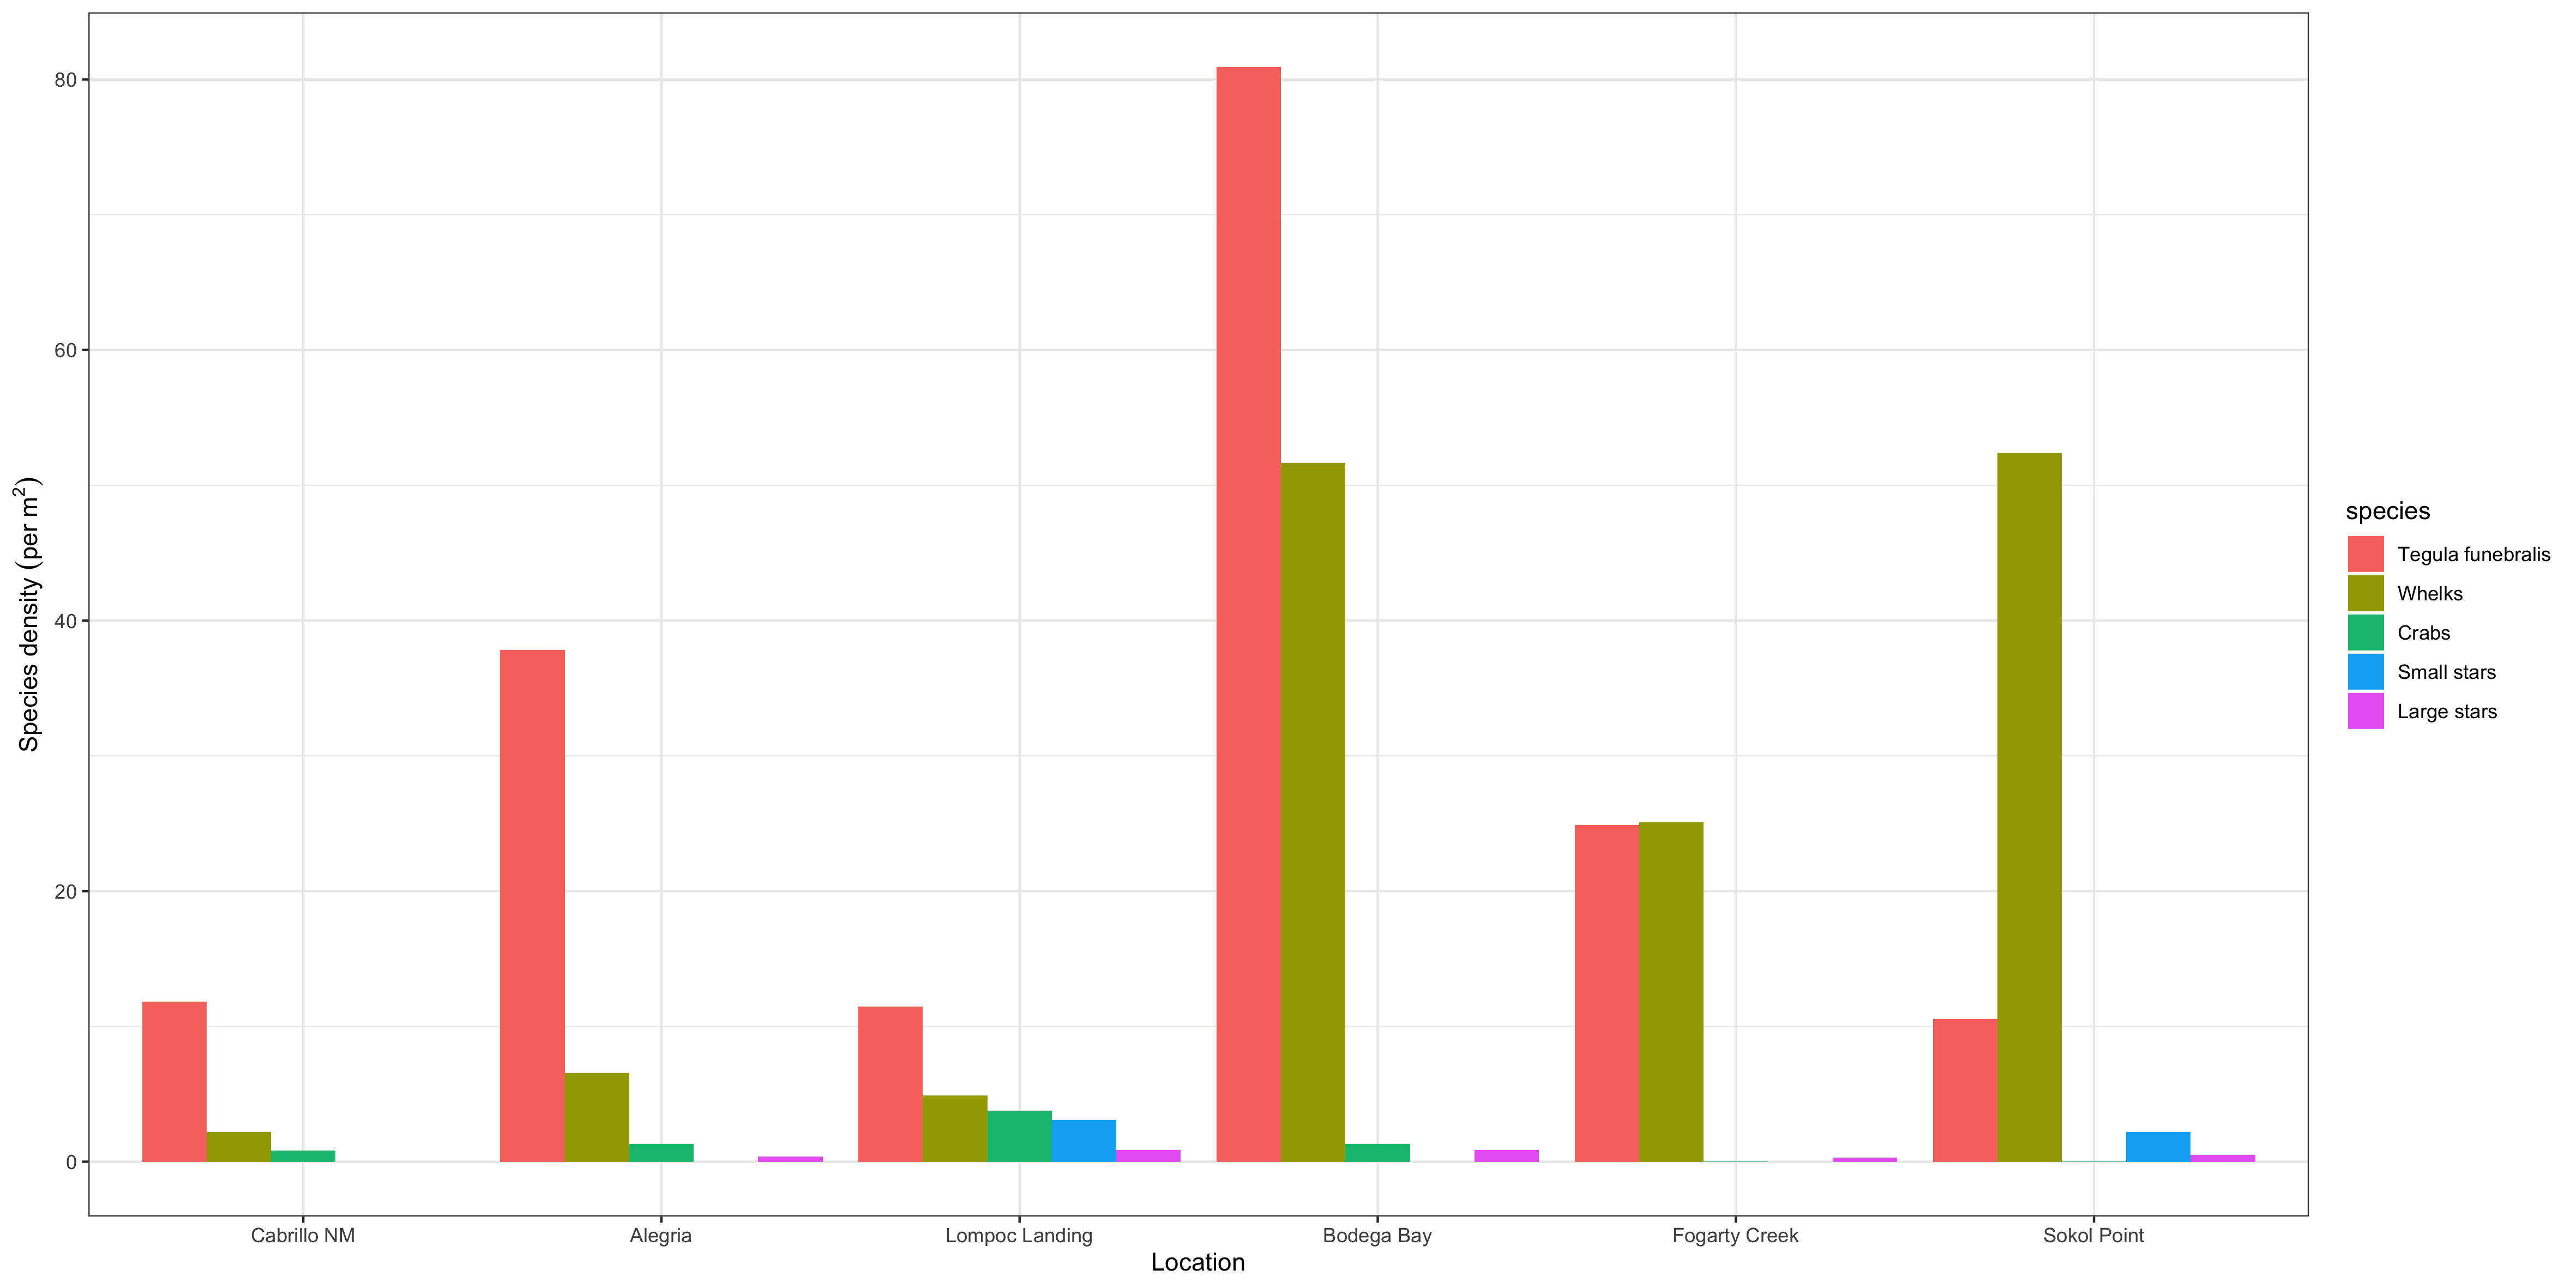 Species density (per m²)
80
60
40
20
0
Cabrillo NM
Alegria
Lompoc Landing
Bodega Bay
Fogarty Creek
Sokol Point
Location
species
Tegula funebralis
Whelks
Crabs
Small stars
Large stars